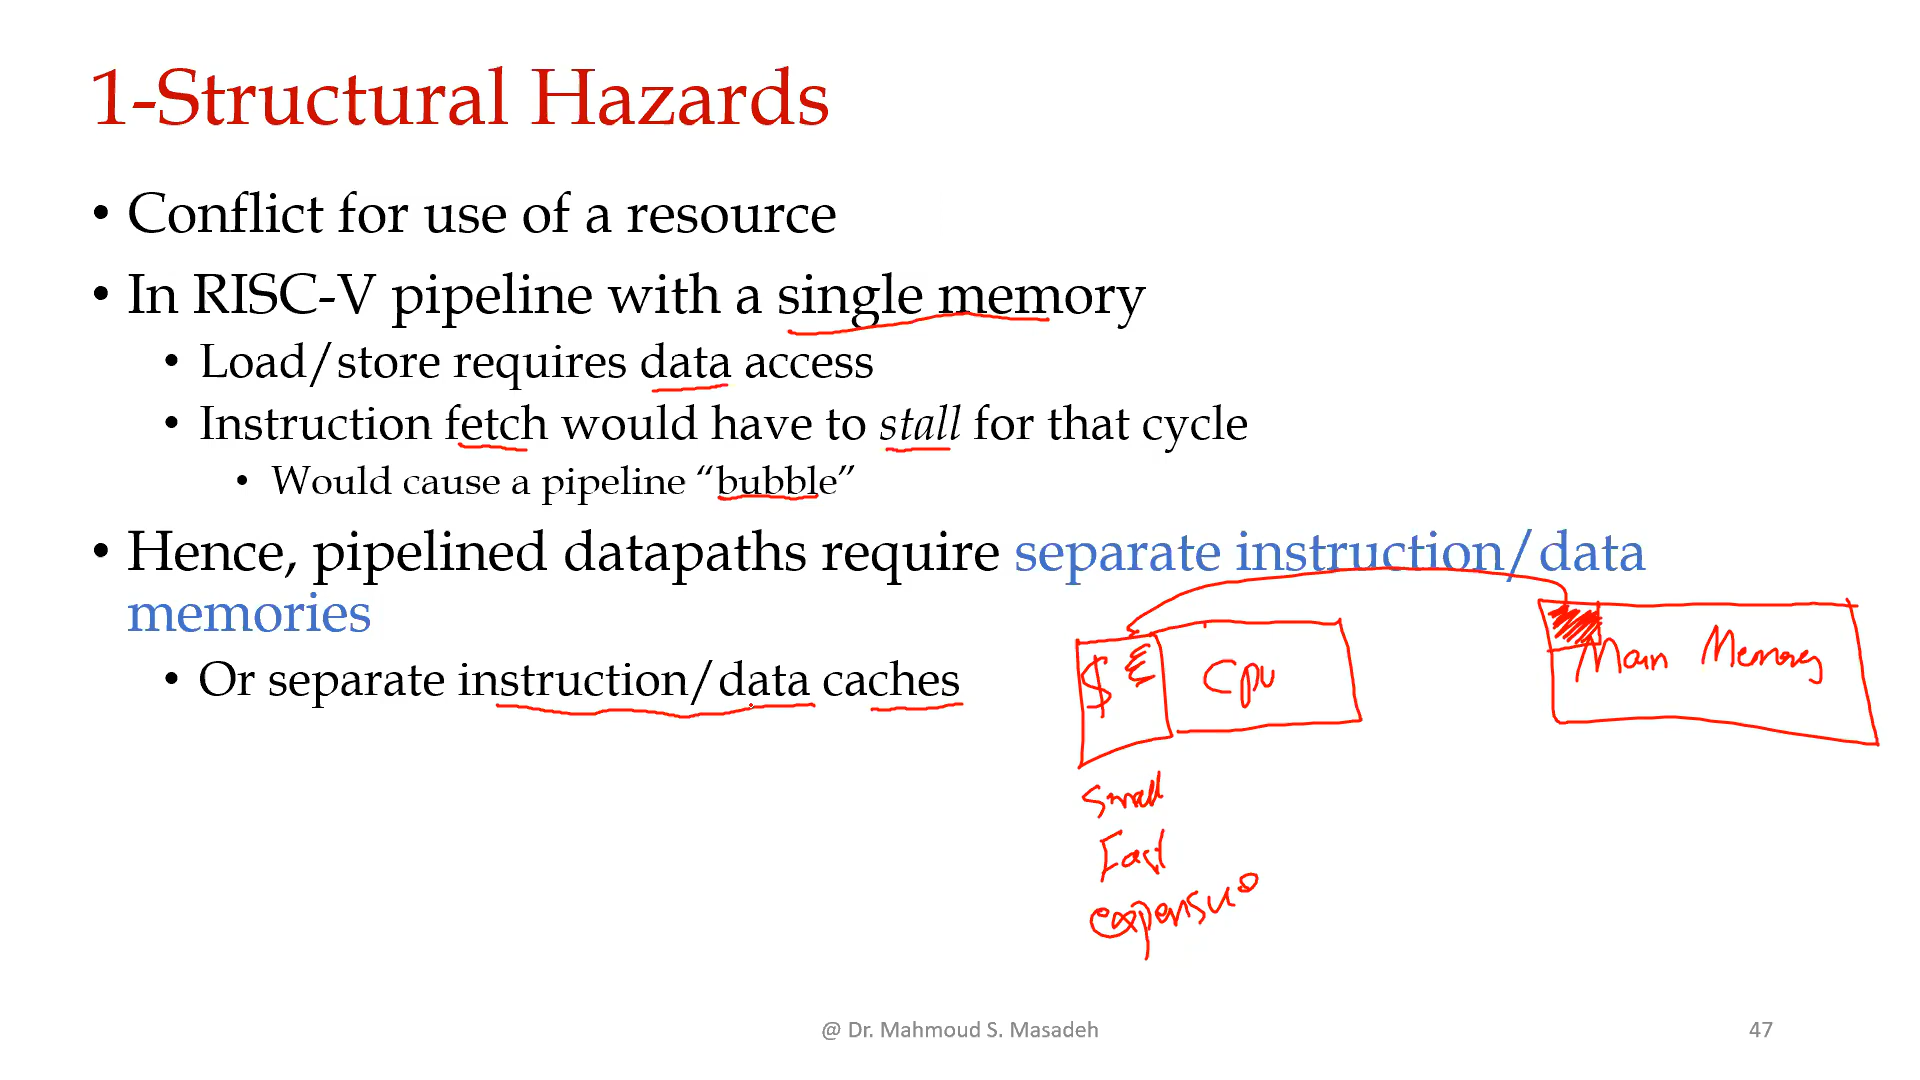 1-Structural Hazards
• Conflict for use of a resource
• In RISC-V pipeline with a single memory
• Load/store requires data access
• Instruction fetch would have to stall for that cycle
• Would cause a pipeline “bubble”
• Hence, pipelined datapaths require separate instruction/data
memories
• Or separate instruction/data caches
$
Cpu
Main Memory
Small
Fast
expensive
@ Dr. Mahmoud S. Masadeh
47